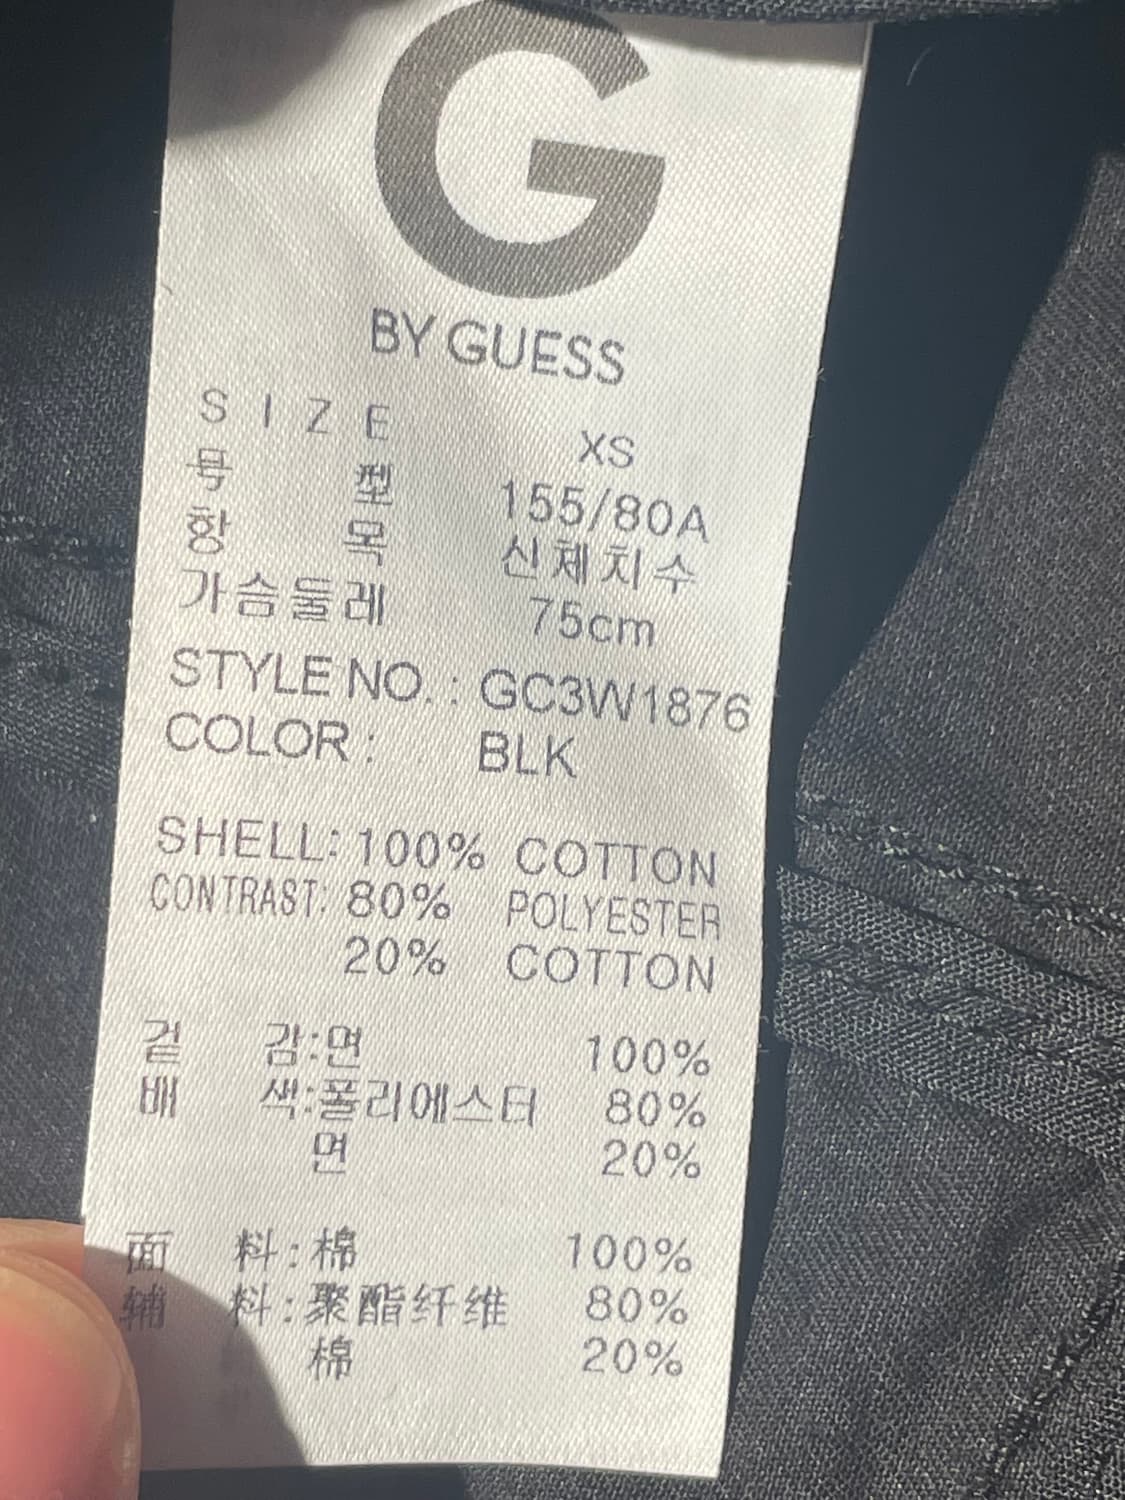 G
BY GUESS
SIZE XS
号 型 155/80A
항 목 신체치수
가슴둘레 75cm
STYLE NO. : GC3W1876
COLOR : BLK
SHELL: 100% COTTON
CONTRAST: 80% POLYESTER
20% COTTON
겉 감:면 100%
배 색:폴리에스터 80%
면 20%
面 料:棉 100%
辅 料:聚酯纤维 80%
棉 20%